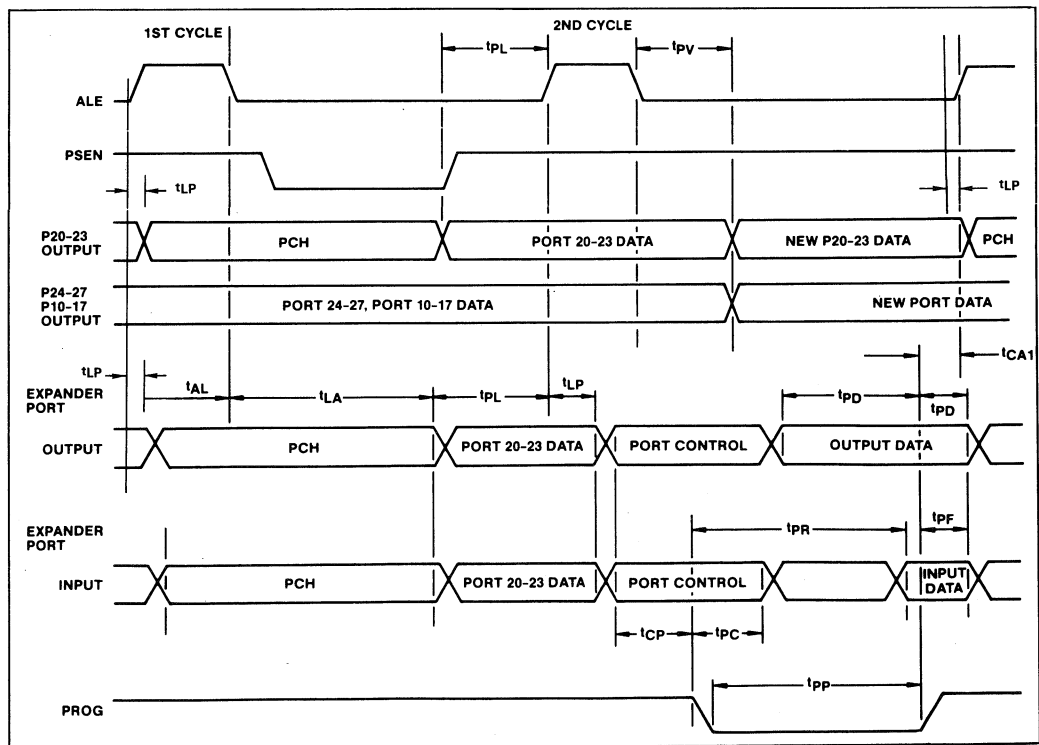 1ST CYCLE
2ND CYCLE
tPL
tPV
ALE
PSEN
tLP
tLP
P20-23
OUTPUT
PCH
PORT 20-23 DATA
NEW P20-23 DATA
PCH
P24-27
P10-17
OUTPUT
PORT 24-27, PORT 10-17 DATA
NEW PORT DATA
tCA1
tLP
tAL
tLA
tPL
tLP
tPD
tPD
EXPANDER
PORT
OUTPUT
PCH
PORT 20-23 DATA
PORT CONTROL
OUTPUT DATA
EXPANDER
PORT
INPUT
tPR
tPF
PCH
PORT 20-23 DATA
PORT CONTROL
INPUT
DATA
tCP
tPC
tPP
PROG